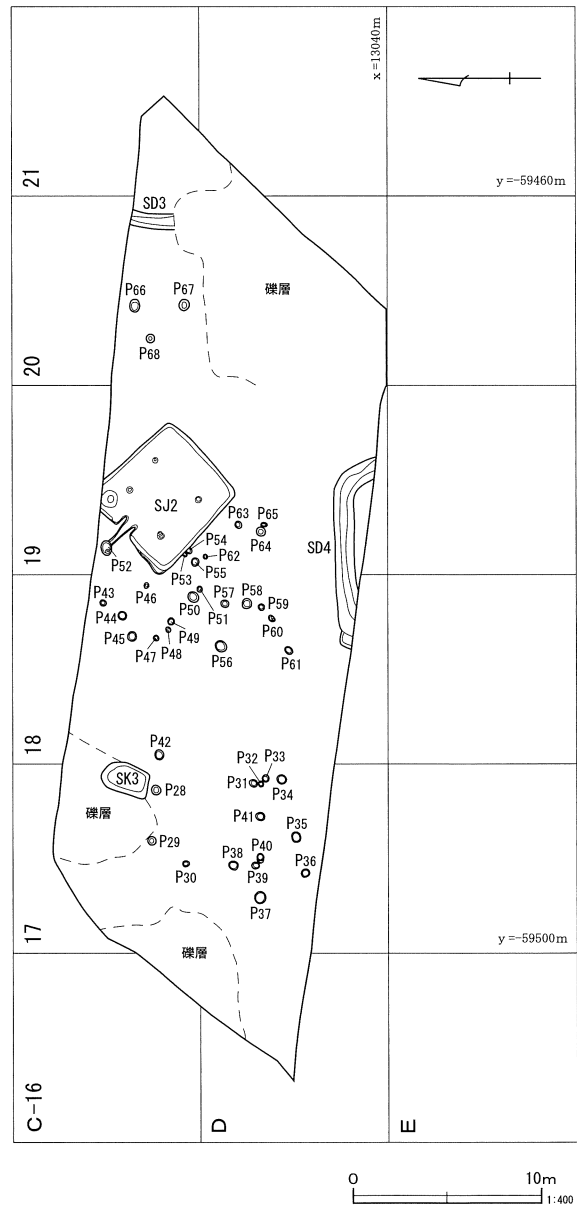 x =13040m
21
y =-59460m
SD3
P66
P67
礫層
P68
20
SJ2
P63
P65
P64
P54
SD4
P52
P62
19
P53
P55
P43
P46
P57
P58
P59
P44
P50
P51
P60
P45
P49
P47
P48
P56
P61
18
P42
P32
P33
SK3
P31
P34
P28
礫層
P41
P35
P29
P40
P38
P36
P30
P39
P37
17
y =-59500m
礫層
C-16
D
E
0
10m
1:400